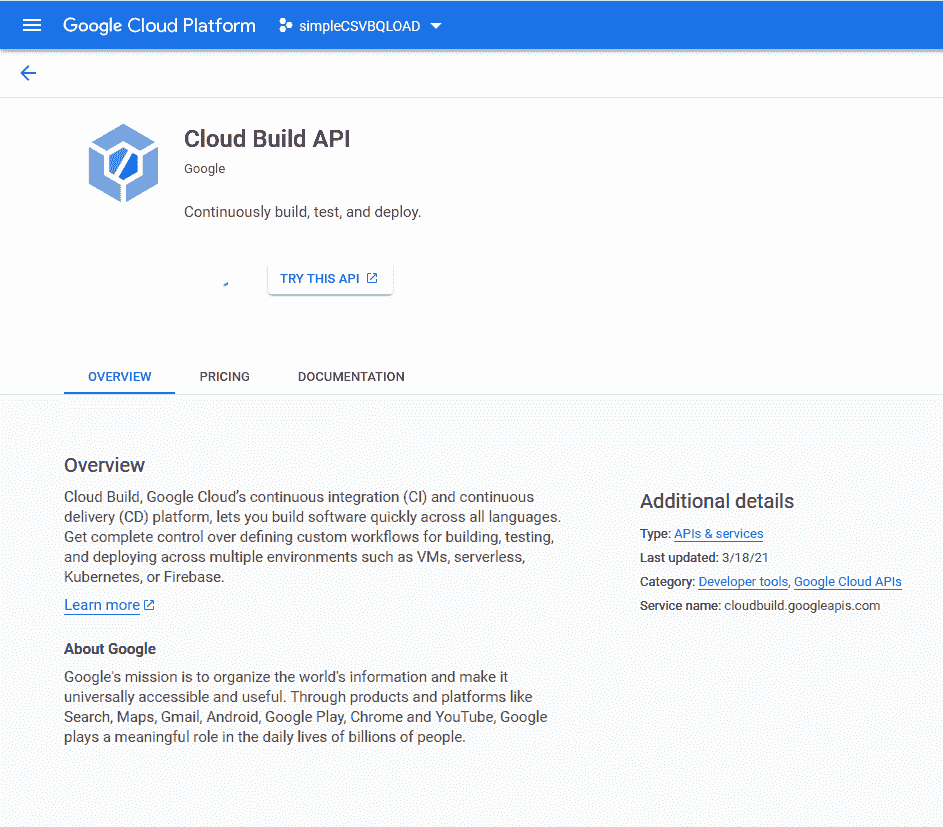 Google Cloud Platform
simpleCSVBQLOAD
Cloud Build API
Google
Continuously build, test, and deploy.
TRY THIS API
OVERVIEW
PRICING
DOCUMENTATION
Overview
Cloud Build, Google Cloud's continuous integration (CI) and continuous
delivery (CD) platform, lets you build software quickly across all languages.
Get complete control over defining custom workflows for building, testing,
and deploying across multiple environments such as VMs, serverless,
Kubernetes, or Firebase.
Learn more
About Google
Google's mission is to organize the world's information and make it
universally accessible and useful. Through products and platforms like
Search, Maps, Gmail, Android, Google Play, Chrome and YouTube, Google
plays a meaningful role in the daily lives of billions of people.
Additional details
Type: APIs & services
Last updated: 3/18/21
Category: Developer tools, Google Cloud APIs
Service name: cloudbuild.googleapis.com